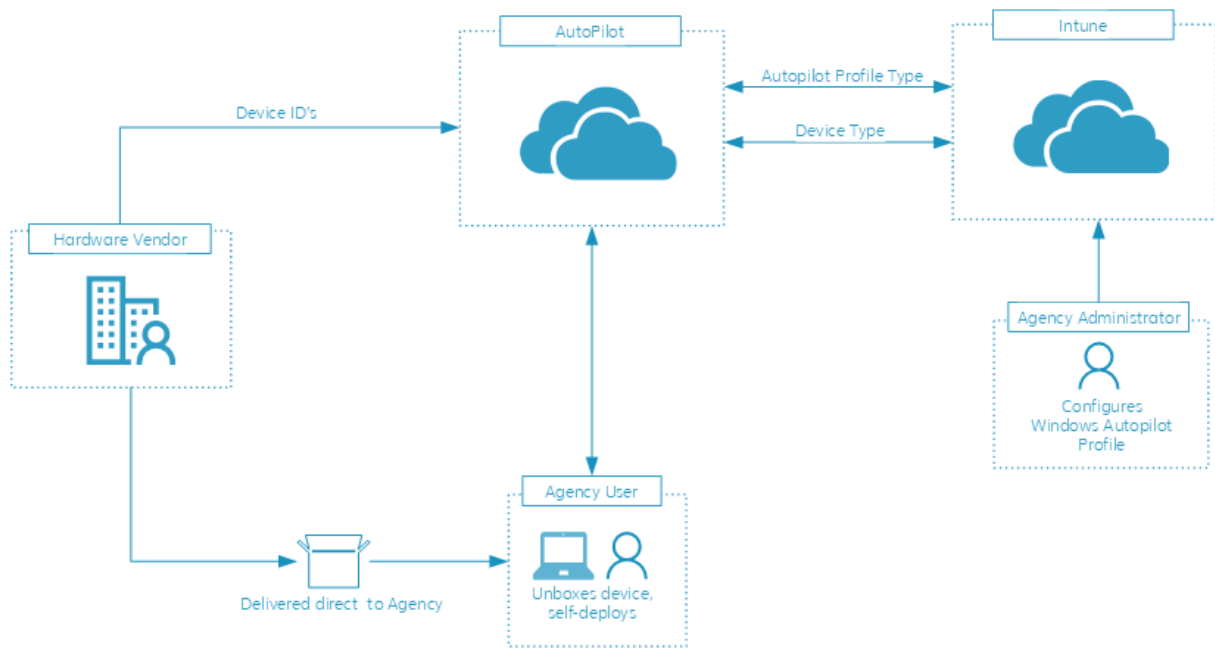 AutoPilot
Intune
Autopilot Profile Type
Device ID's
Device Type
Hardware Vendor
Agency Administrator
Configures
Windows Autopilot
Profile
Agency User
Delivered direct to Agency
Unboxes device,
self-deploys